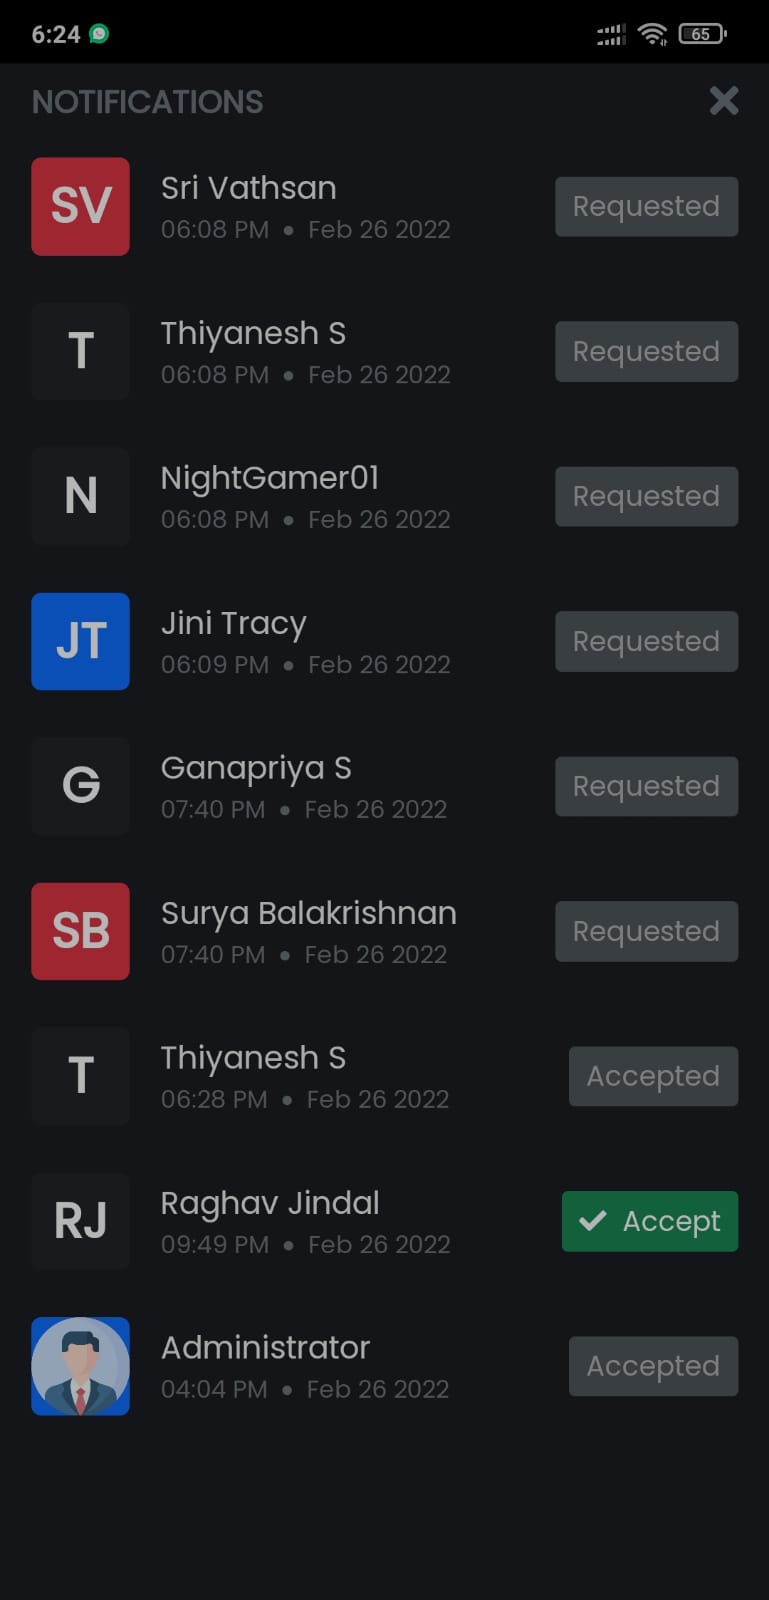 6:24
65
NOTIFICATIONS
SV
Sri Vathsan
06:08 PM • Feb 26 2022
Requested
T
Thiyanesh S
06:08 PM • Feb 26 2022
Requested
N
NightGamer01
06:08 PM • Feb 26 2022
Requested
JT
Jini Tracy
06:09 PM • Feb 26 2022
Requested
G
Ganapriya S
07:40 PM • Feb 26 2022
Requested
SB
Surya Balakrishnan
07:40 PM • Feb 26 2022
Requested
T
Thiyanesh S
06:28 PM • Feb 26 2022
Accepted
RJ
Raghav Jindal
09:49 PM • Feb 26 2022
Accept
Administrator
04:04 PM • Feb 26 2022
Accepted